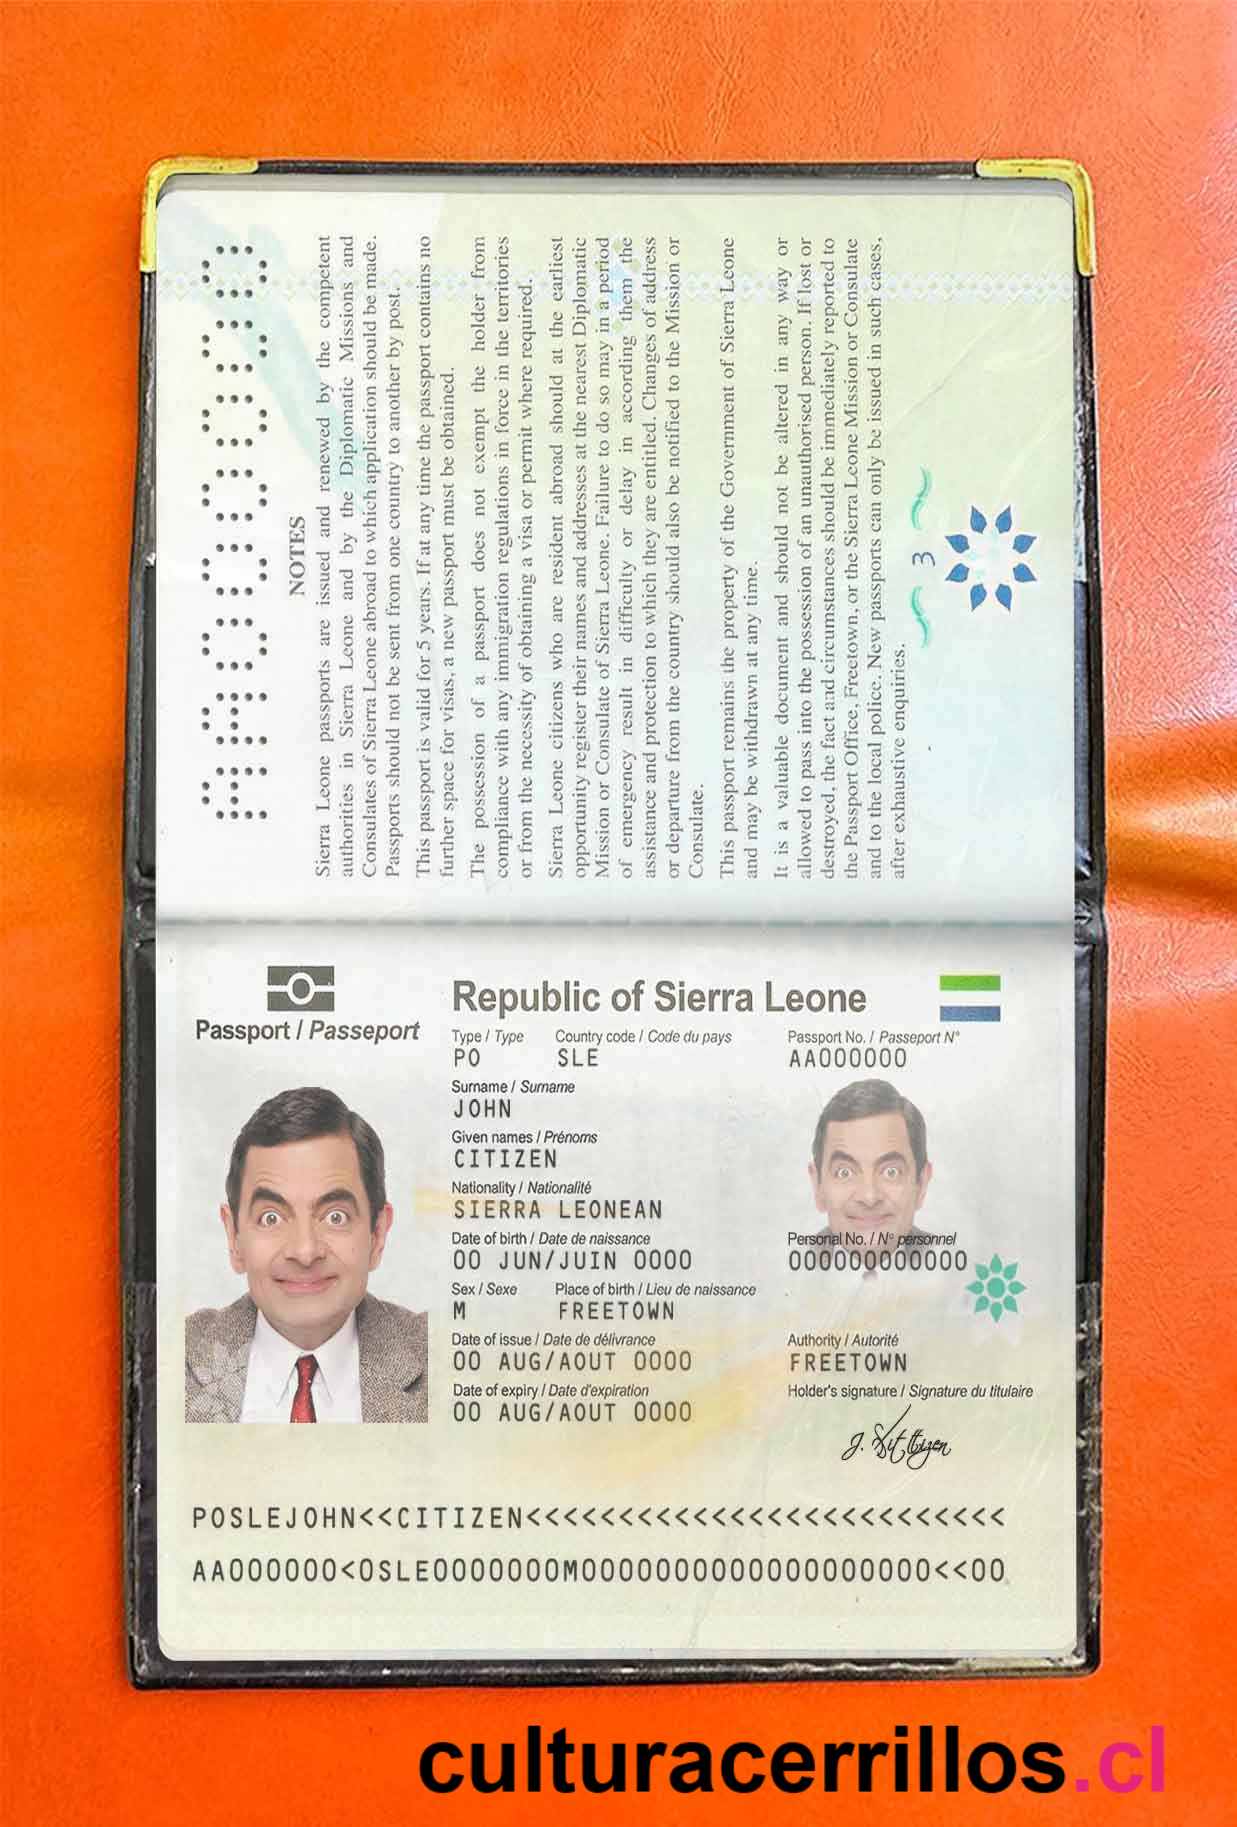 AA000000
NOTES
Sierra Leone passports are issued and renewed by the competent
authorities in Sierra Leone and by the Diplomatic Missions and
Consulates of Sierra Leone abroad to which application should be made.
Passports should not be sent from one country to another by post.
This passport is valid for 5 years. If at any time the passport contains no
further space for visas, a new passport must be obtained.
The possession of a passport does not exempt the holder from
compliance with any immigration regulations in force in the territories
or from the necessity of obtaining a visa or permit where required.
Sierra Leone citizens who are resident abroad should at the earliest
opportunity register their names and addresses at the nearest Diplomatic
Mission or Consulate of Sierra Leone. Failure to do so may in a period
of emergency result in difficulty or delay in according them the
assistance and protection to which they are entitled. Changes of address
or departure from the country should also be notified to the Mission or
Consulate.
This passport remains the property of the Government of Sierra Leone
and may be withdrawn at any time.
It is a valuable document and should not be altered in any way or
allowed to pass into the possession of an unauthorised person. If lost or
destroyed, the fact ad circumstances should be immediately reported to
the Passport Office, Freetown, or the Sierra Leone Mission or Consulate
and to the local police. New passports can only be issued in such cases,
after exhaustive enquiries.
3
Passport / Passeport
Republic of Sierra Leone
Type / Type Country code / Code du pays Passport No. / Passeport N°
PO SLE AA000000
Surname / Surname
JOHN
Given names / Prénoms
CITIZEN
Nationality / Nationalité
SIERRA LEONEAN
Date of birth / Date de naissance Personal No. / N° personnel
00 JUN/JUIN 0000 000000000000
Sex / Sexe Place of birth / Lieu de naissance
M FREETOWN
Date of issue / Date de délivrance Authority / Autorité
00 AUG/AOUT 0000 FREETOWN
Date of expiry / Date d'expiration Holder's signature / Signature du titulaire
00 AUG/AOUT 0000
POSLEJOHN<<CITIZEN<<<<<<<<<<<<<<<<<<<<<<<<<<
AA000000<0SLE0000000M0000000000000000000<<00
culturacerrillos.cl